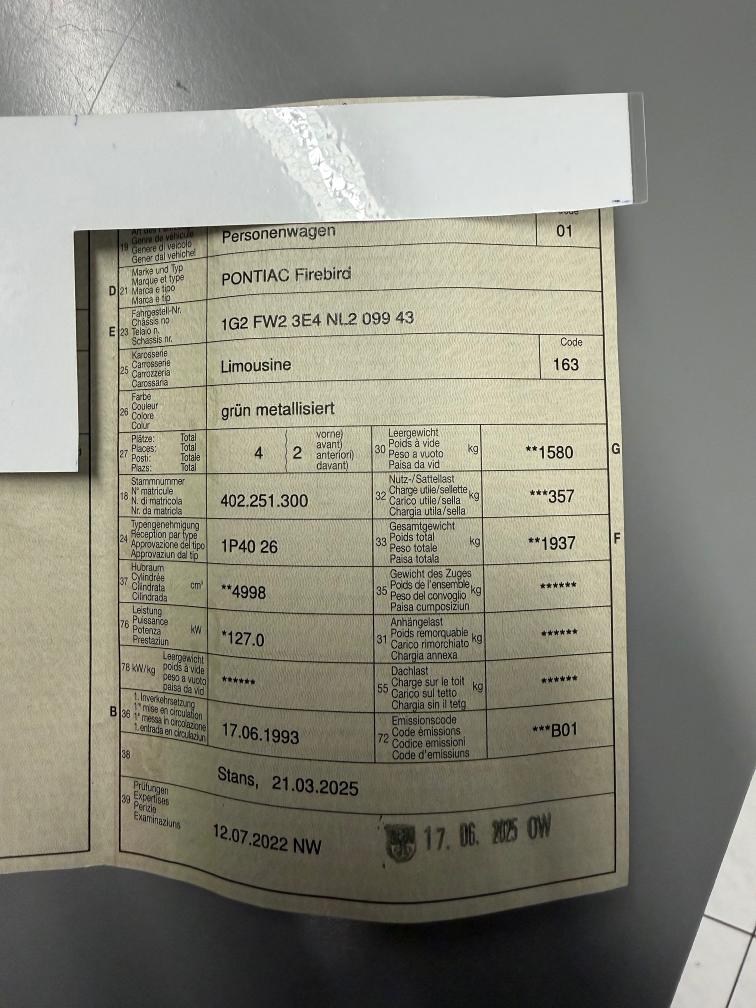 Genre de véhicule
19 Genere di veicolo
Gener dal vehichel
Personenwagen
01
D 21 Marke und Typ
Marque et type
Marca e tipo
Marca e tip
PONTIAC Firebird
E 23 Fahrgestell-Nr.
Châssis no
Telaio n.
Schassis nr.
1G2 FW2 3E4 NL2 099 43
25 Karosserie
Carrosserie
Carrozzeria
Carossaria
Limousine
Code
163
26 Farbe
Couleur
Colore
Colur
grün metallisiert
27 Plätze: Total
Places: Total
Posti: Totale
Plazs: Total
4 2 vorne)
avant)
anteriori)
davant)
30 Leergewicht
Poids à vide kg
Peso a vuoto
Paisa da vid
**1580 G
18 Stammnummer
N° matricule
N. di matricola
Nr. da matricla
402.251.300
32 Nutz-/Sattellast
Charge utile/sellette kg
Carico utile/sella
Chargia utila/sella
***357
24 Typengenehmigung
Réception par type
Approvazione del tipo
Approvaziun dal tip
1P40 26
33 Gesamtgewicht
Poids total kg
Peso totale
Paisa totala
**1937 F
37 Hubraum
Cylindrée cm³
Cilindrata
Cilindrada
**4998
35 Gewicht des Zuges
Poids de l'ensemble kg
Peso del convoglio
Paisa cumposiziun
******
76 Leistung
Puissance kW
Potenza
Prestaziun
*127.0
31 Anhängelast
Poids remorquable kg
Carico rimorchiato
Chargia annexa
******
78 kW/kg Leergewicht
poids à vide
peso a vuoto
paisa da vid
******
55 Dachlast
Charge sur le toit kg
Carico sul tetto
Chargia sin il tetg
******
B 36 1. Inverkehrsetzung
1re mise en circulation
1a messa in circolazione
1. entrada en circulaziun
17.06.1993
72 Emissionscode
Code émissions
Codice emissioni
Code d'emissiuns
***B01
38
Stans, 21.03.2025
39 Prüfungen
Expertises
Perizie
Examinaziuns
12.07.2022 NW
17. 06. 2025 OW